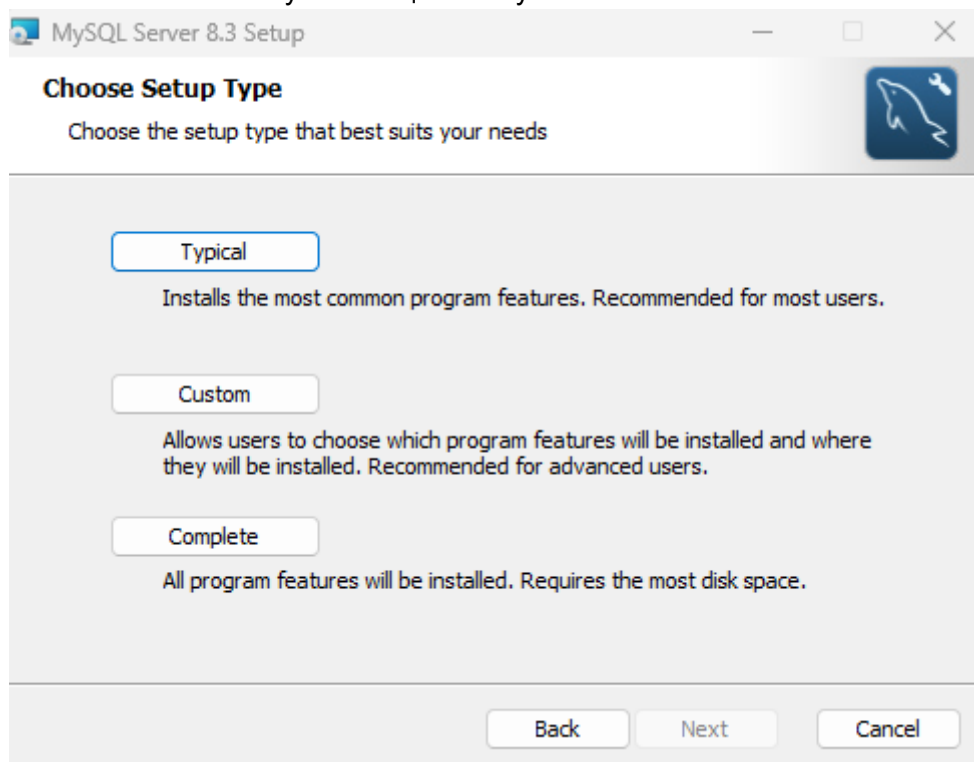 MySQL Server 8.3 Setup
Choose Setup Type
Choose the setup type that best suits your needs
Typical
Installs the most common program features. Recommended for most users.
Custom
Allows users to choose which program features will be installed and where
they will be installed. Recommended for advanced users.
Complete
All program features will be installed. Requires the most disk space.
Back Next Cancel